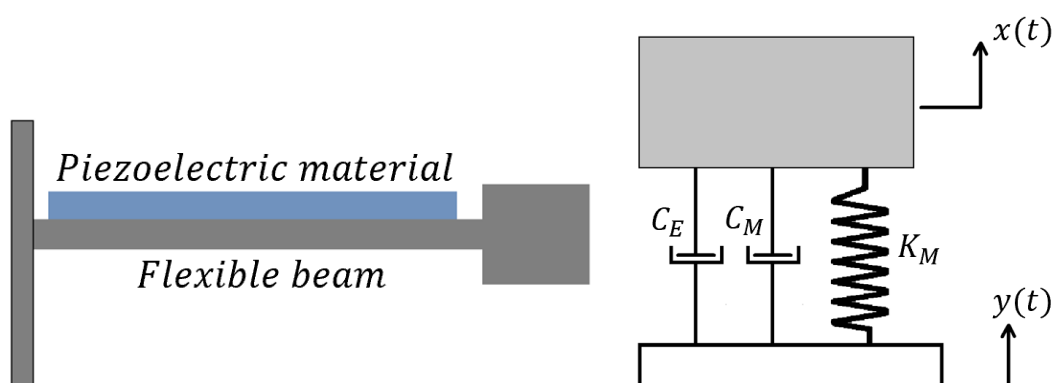 Piezoelectric material
Flexible beam
x(t)
C_E
C_M
K_M
y(t)